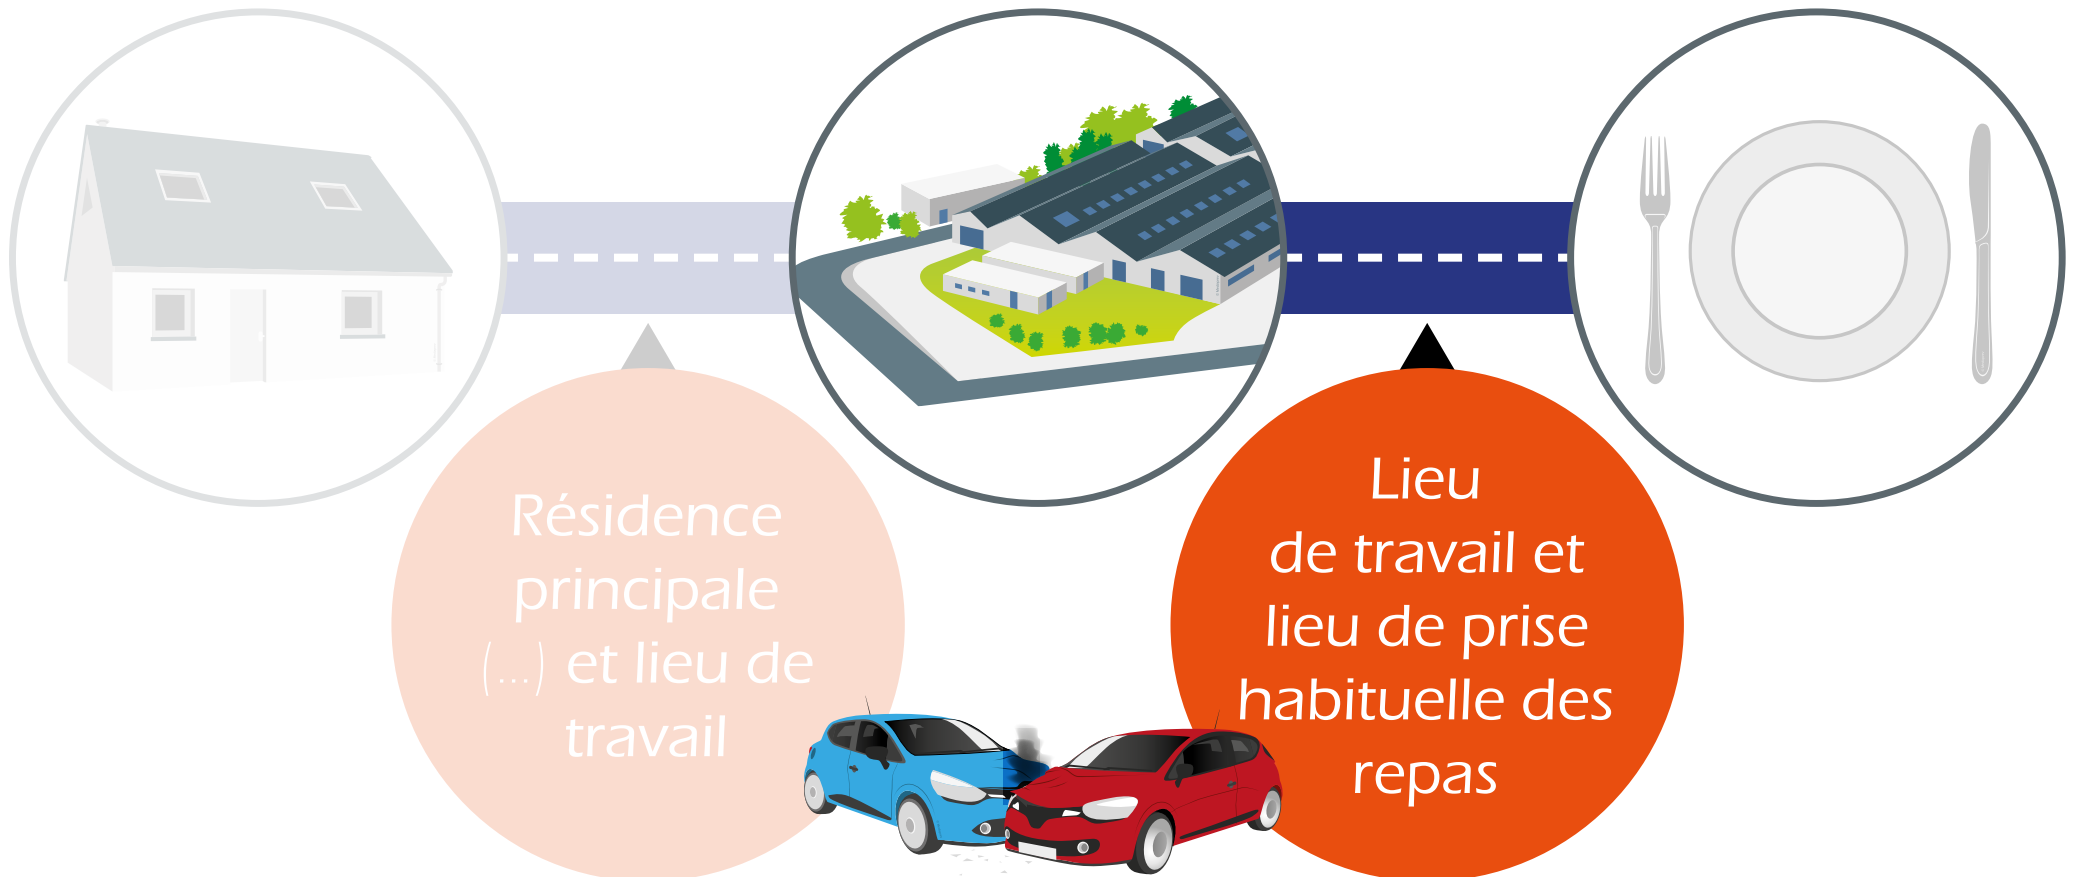 Résidence
principale
(...) et lieu de
travail
Lieu
de travail et
lieu de prise
habituelle des
repas